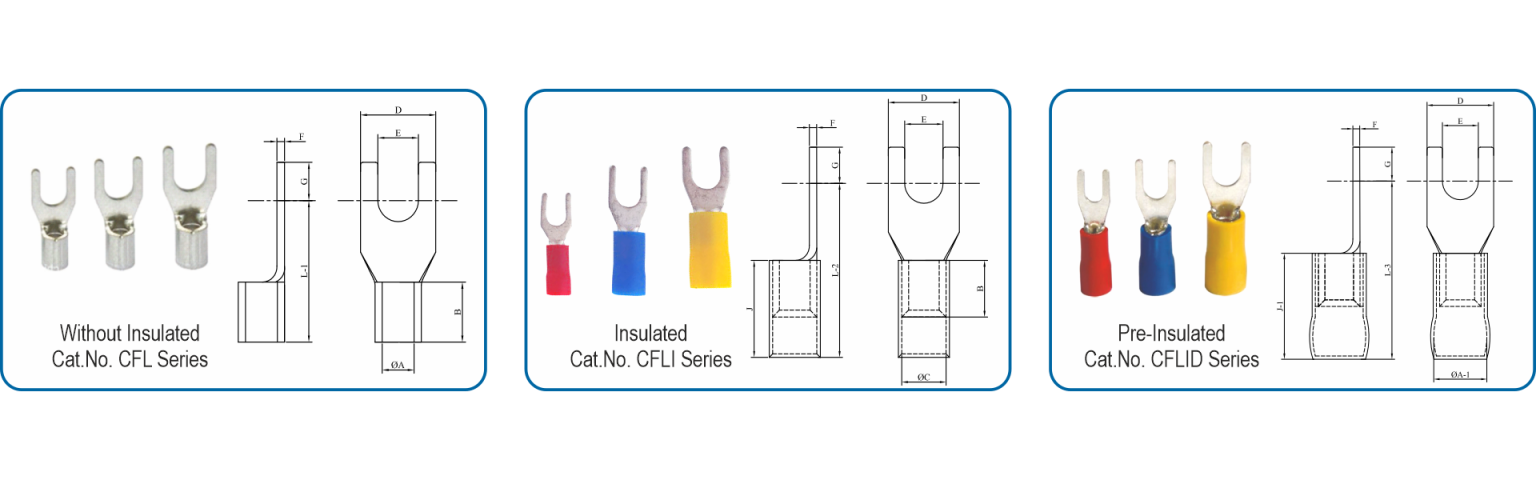 D
E
F
G
L-1
B
ØA
Without Insulated
Cat.No. CFL Series
D
E
F
G
L-2
B
J
ØC
Insulated
Cat.No. CFLI Series
D
E
F
G
L-3
J-1
ØA-1
Pre-Insulated
Cat.No. CFLID Series